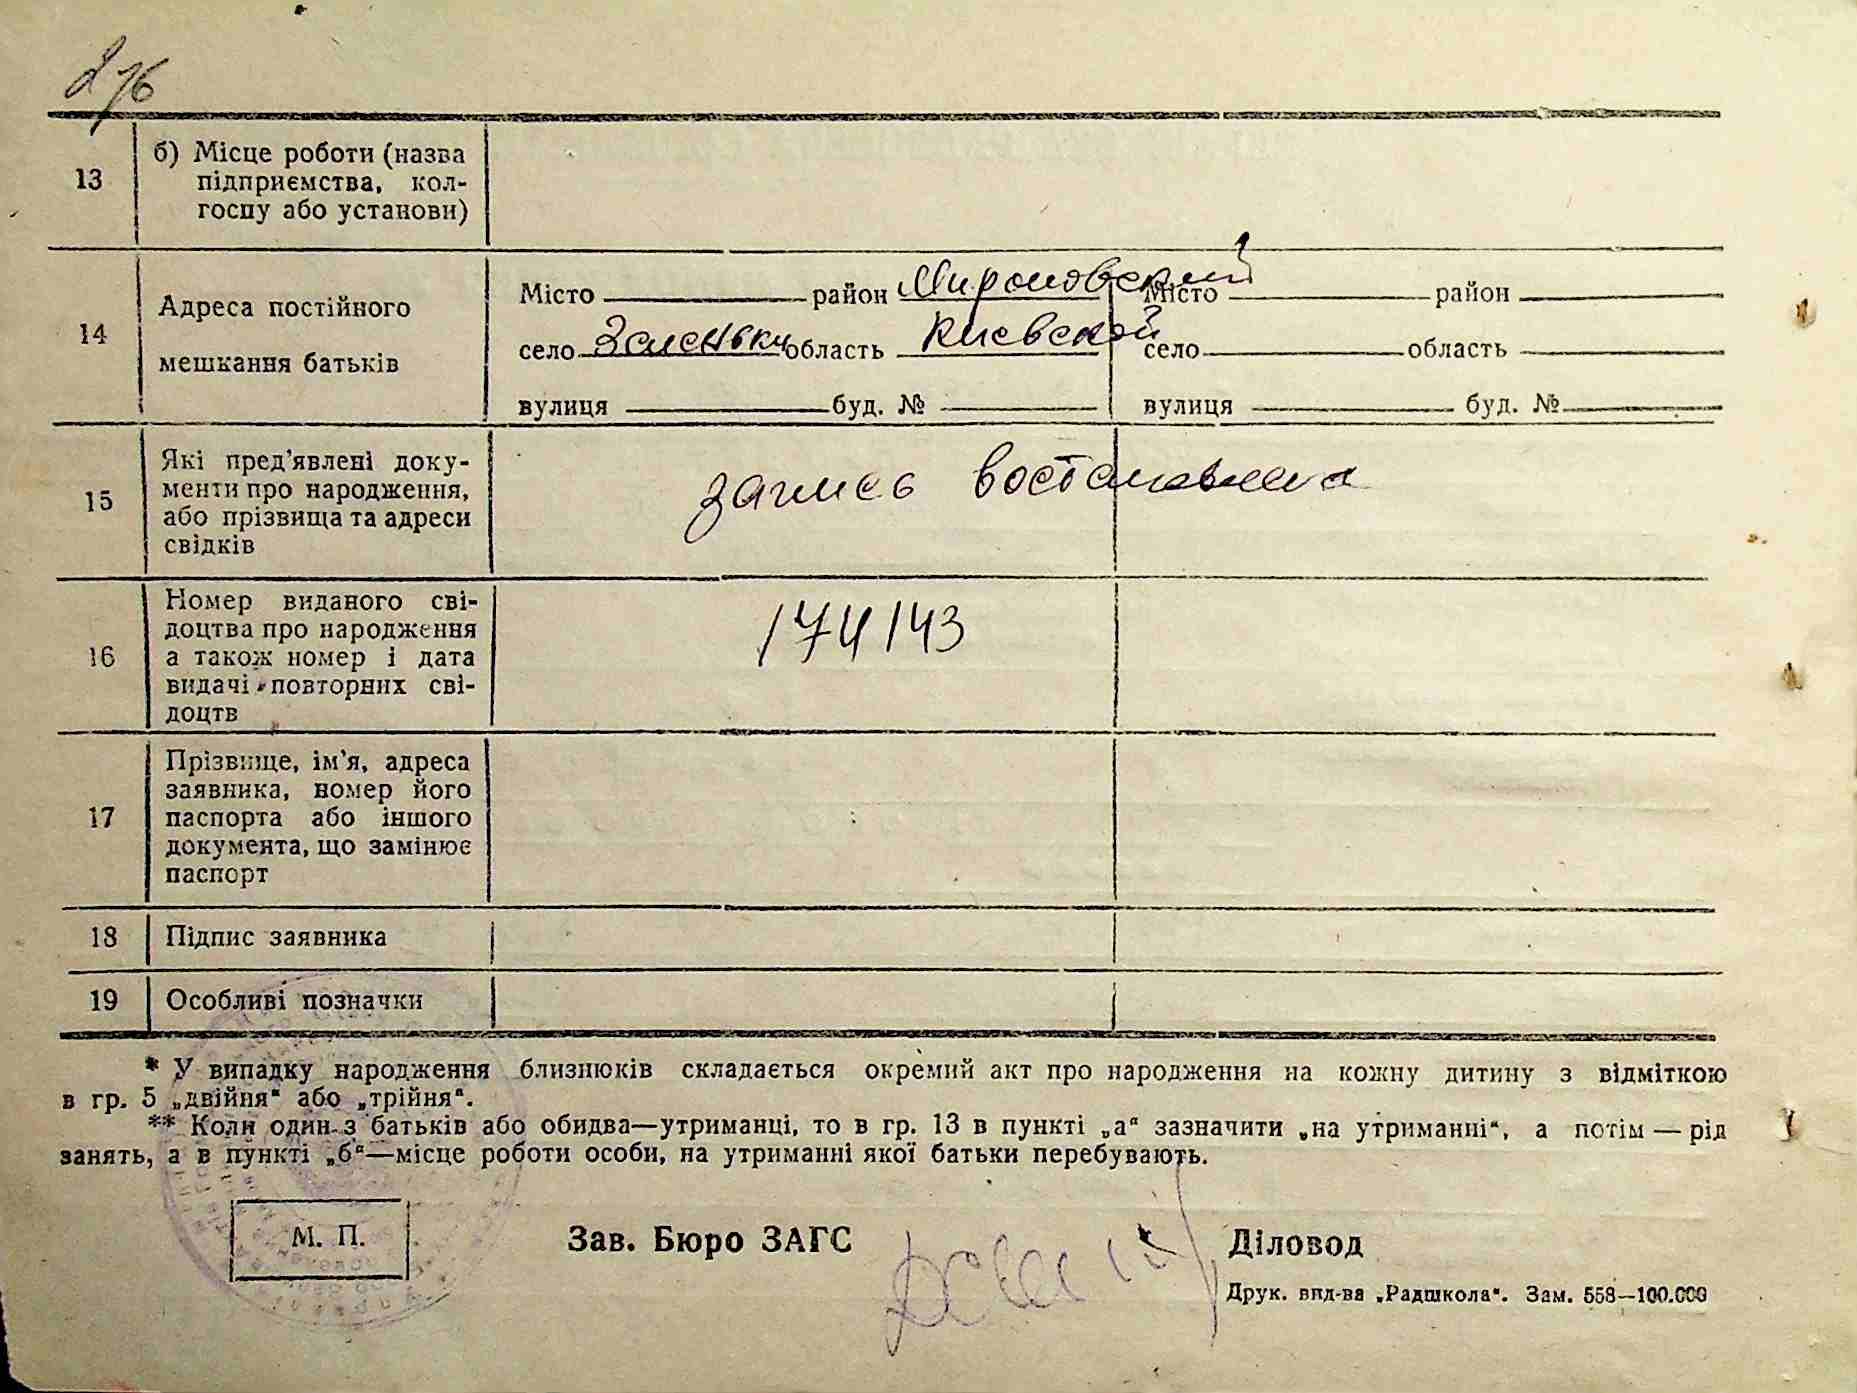 276
13
б) Місце роботи (назва
підприємства, кол-
госпу або установи)
14
Адреса постійного
мешкання батьків
Місто район Мироновский
село Зеленьки область Киевской
вулиця буд. №
Місто район
село область
вулиця буд. №
15
Які пред’явлені доку-
менти про народження,
або прізвища та адреси
свідків
запись востановлена
16
Номер виданого сві-
доцтва про народження
а також номер і дата
видачі повторних сві-
доцтв
174143
17
Прізвище, ім’я, адреса
заявника, номер його
паспорта або іншого
документа, що замінює
паспорт
18
Підпис заявника
19
Особливі позначки
* У випадку народження близнюків складається окремий акт про народження на кожну дитину з відміткою
в гр. 5 „двійня“ або „трійня“.
** Коли один з батьків або обидва—утриманці, то в гр. 13 в пункті „а“ зазначити „на утриманні“, а потім — рід
занять, а в пункті „б“—місце роботи особи, на утриманні якої батьки перебувають.
М. П.
Зав. Бюро ЗАГС
Діловод
Друк. вид-ва „Радшкола“. Зам. 558—100.000